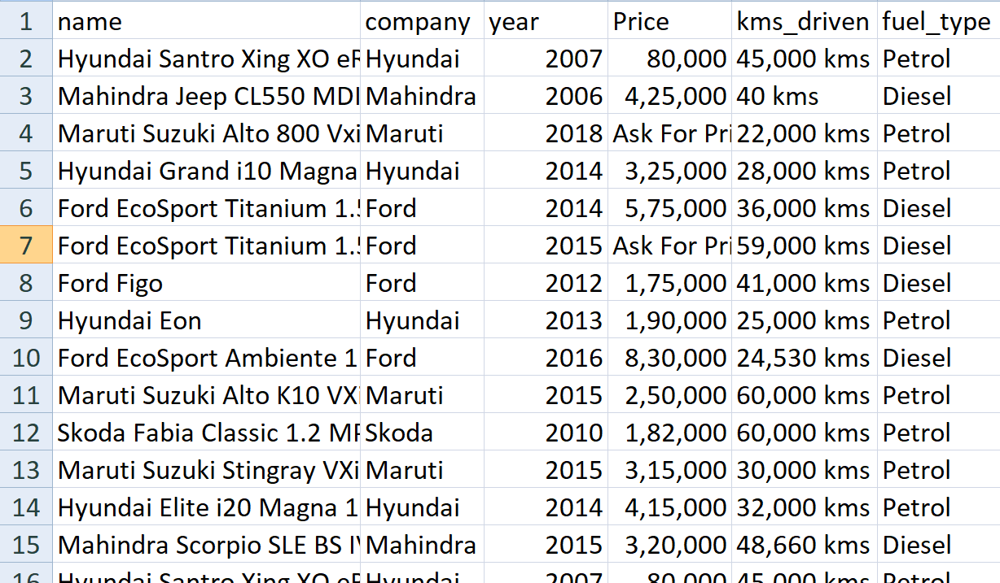 1 name company year Price kms_driven fuel_type
2 Hyundai Santro Xing XO Hyundai 2007 80,000 45,000 kms Petrol
3 Mahindra Jeep CL550 MDI Mahindra 2006 4,25,000 40 kms Diesel
4 Maruti Suzuki Alto 800 Vxi Maruti 2018 Ask For Pri 22,000 kms Petrol
5 Hyundai Grand i10 Magna Hyundai 2014 3,25,000 28,000 kms Petrol
6 Ford EcoSport Titanium 1.5 Ford 2014 5,75,000 36,000 kms Diesel
7 Ford EcoSport Titanium 1.5 Ford 2015 Ask For Pri 59,000 kms Diesel
8 Ford Figo Ford 2012 1,75,000 41,000 kms Diesel
9 Hyundai Eon Hyundai 2013 1,90,000 25,000 kms Petrol
10 Ford EcoSport Ambiente 1 Ford 2016 8,30,000 24,530 kms Diesel
11 Maruti Suzuki Alto K10 VXi Maruti 2015 2,50,000 60,000 kms Petrol
12 Skoda Fabia Classic 1.2 MP Skoda 2010 1,82,000 60,000 kms Petrol
13 Maruti Suzuki Stingray VXi Maruti 2015 3,15,000 30,000 kms Petrol
14 Hyundai Elite i20 Magna 1 Hyundai 2014 4,15,000 32,000 kms Petrol
15 Mahindra Scorpio SLE BS IV Mahindra 2015 3,20,000 48,660 kms Diesel
16 Hyundai Santro Xing XO Hyundai 2007 80,000 45,000 kms Petrol